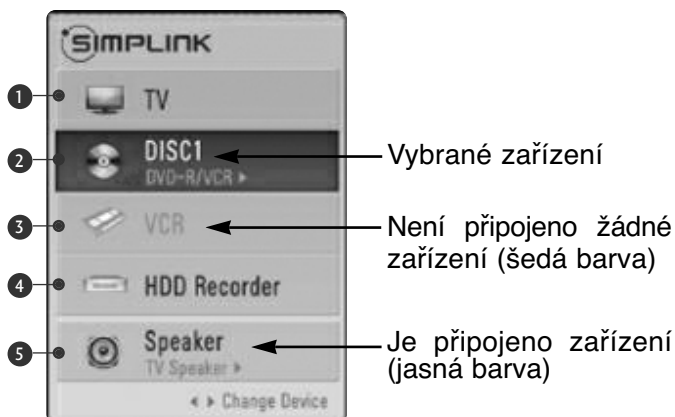 SIMPLINK
1 TV
2 DISC1 Vybrané zařízení
DVD-R/VCR ▸
3 VCR Není připojeno žádné
zařízení (šedá barva)
4 HDD Recorder
5 Speaker Je připojeno zařízení
TV Speaker ▸ (jasná barva)
◂ ▸ Change Device